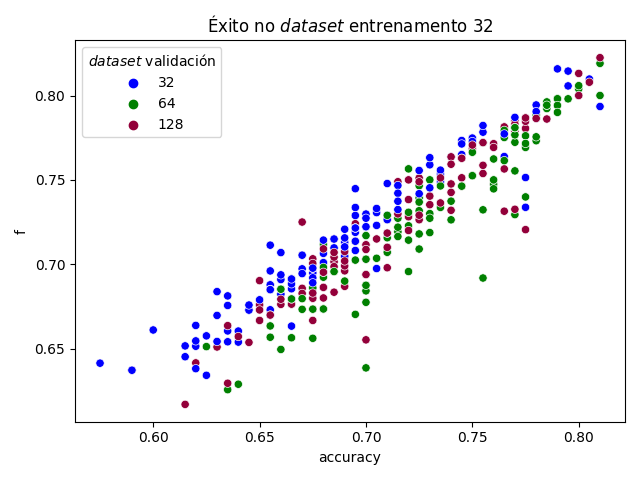 Éxito no dataset entrenamento 32
dataset validación
32
64
128
0.80
0.75
0.70
0.65
f
0.60 0.65 0.70 0.75 0.80
accuracy